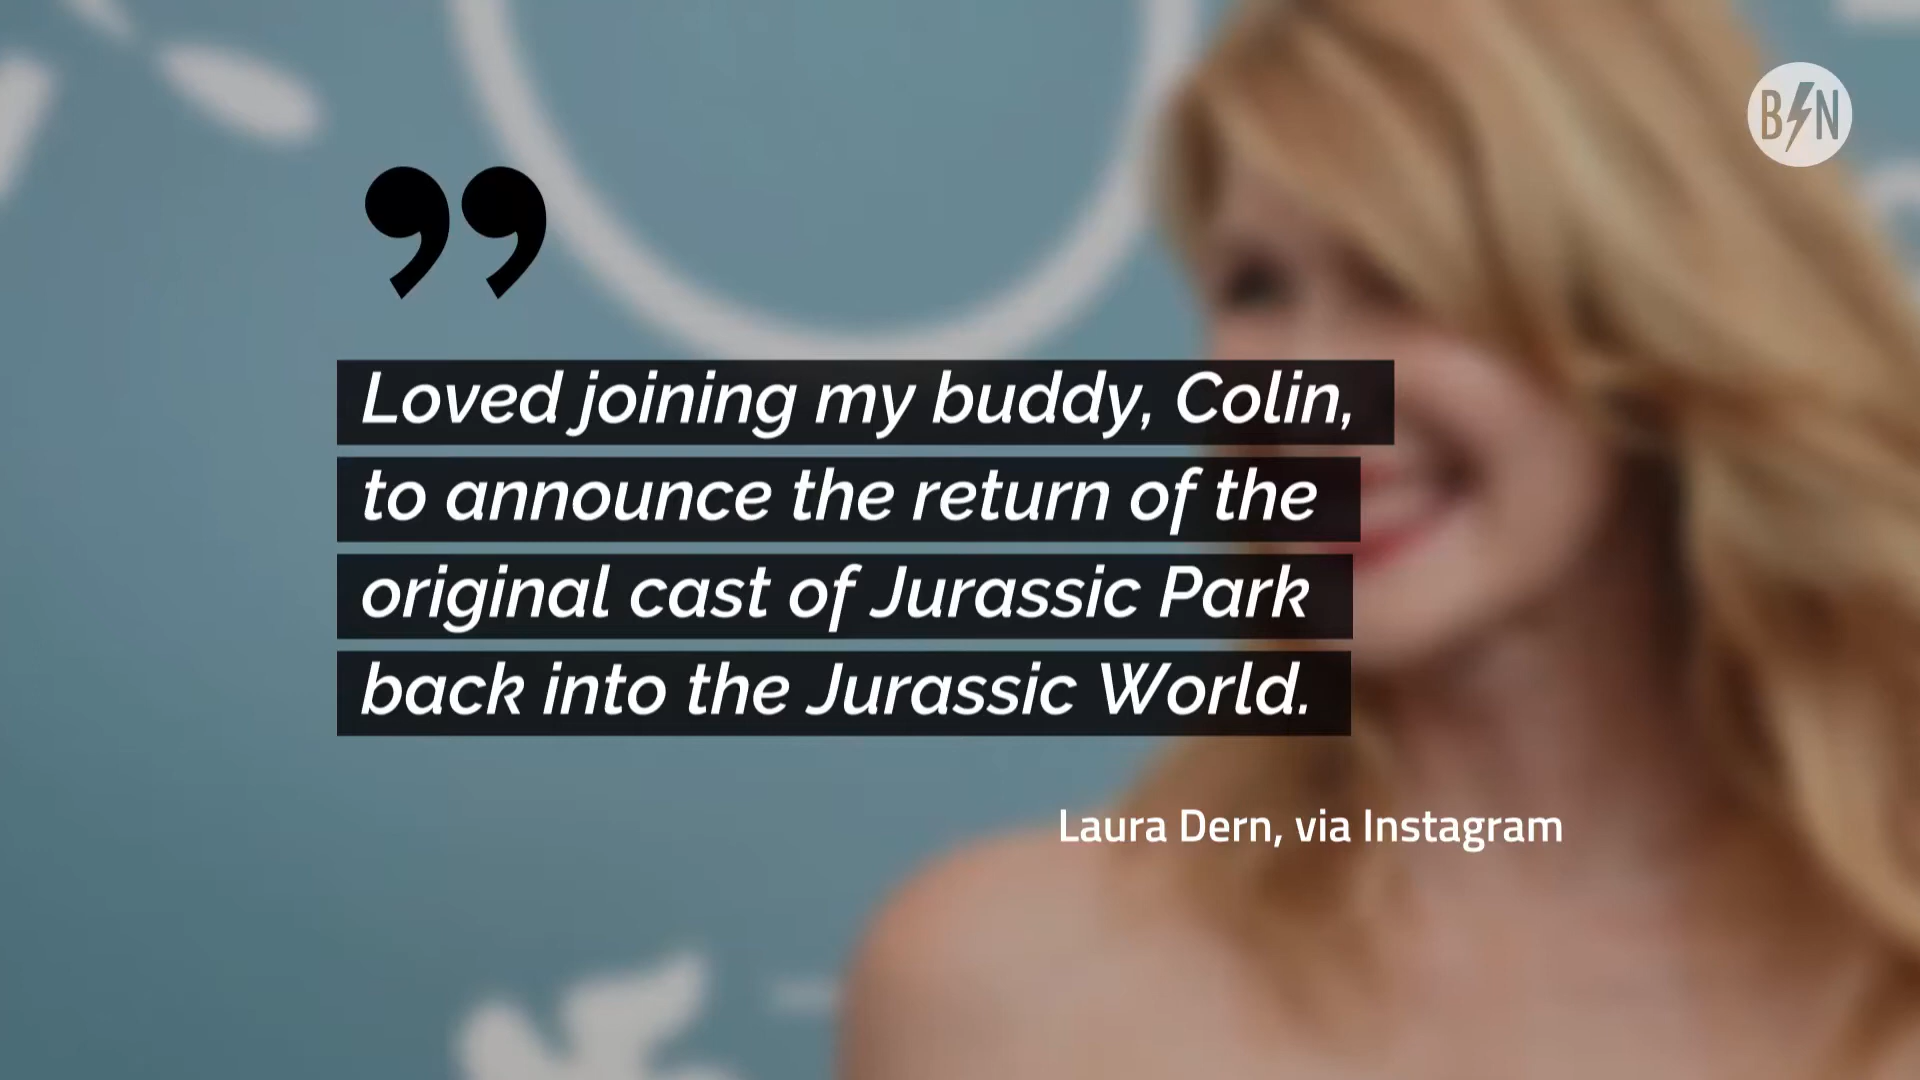 B N
”
Loved joining my buddy, Colin,
to announce the return of the
original cast of Jurassic Park
back into the Jurassic World.
Laura Dern, via Instagram